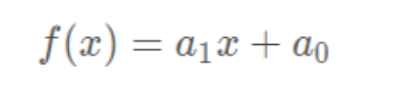 f(x) = a₁x + a₀